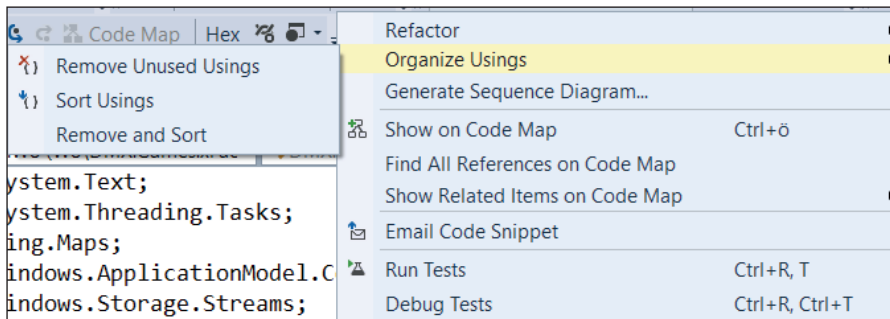 Code Map Hex
Remove Unused Usings
Sort Usings
Remove and Sort
Refactor
Organize Usings
Generate Sequence Diagram...
Show on Code Map Ctrl+ö
Find All References on Code Map
Show Related Items on Code Map
Email Code Snippet
Run Tests Ctrl+R, T
Debug Tests Ctrl+R, Ctrl+T
ystem.Text;
ystem.Threading.Tasks;
ing.Maps;
indows.ApplicationModel.C
indows.Storage.Streams;